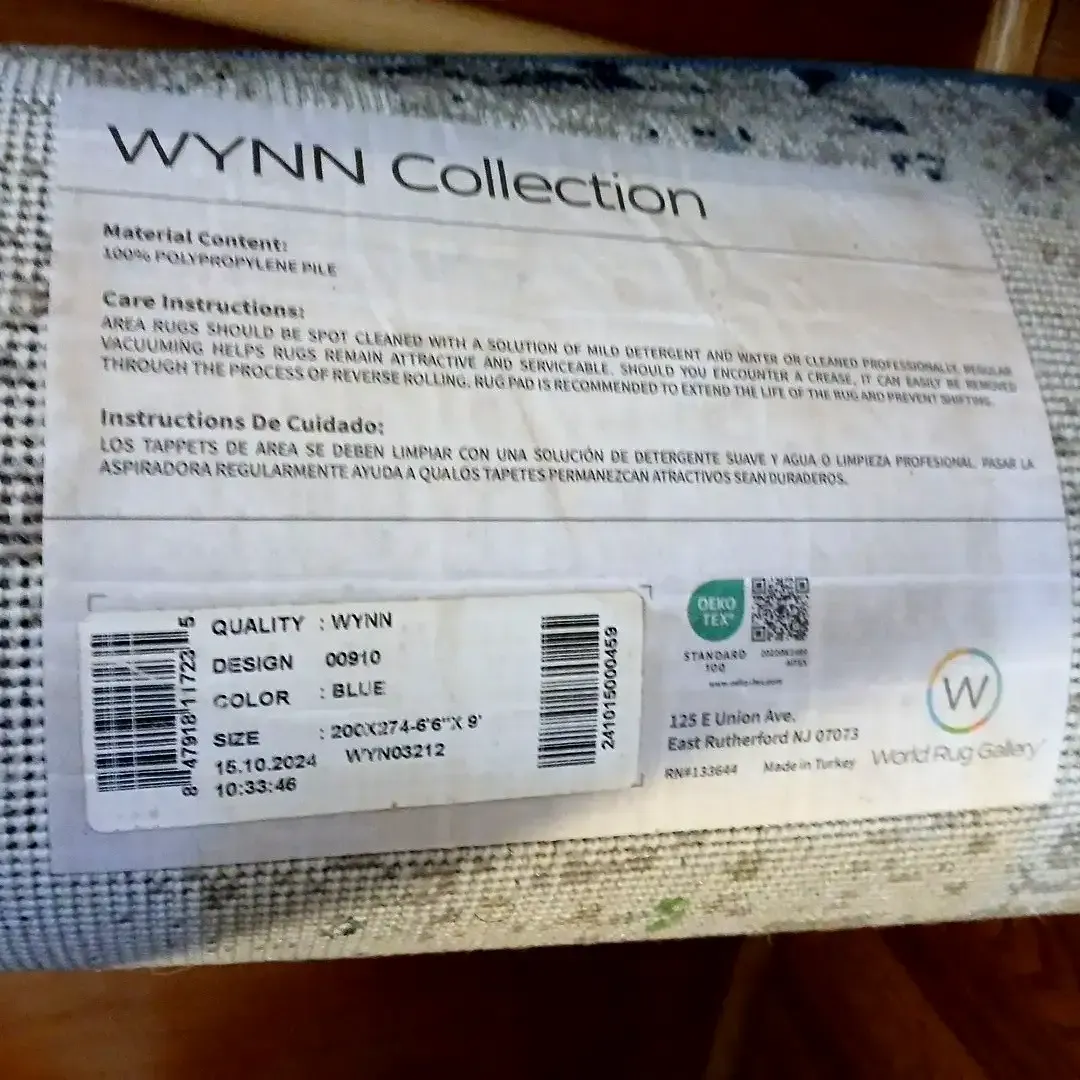 WYNN Collection
Material Content:
100% POLYPROPYLENE PILE
Care Instructions:
AREA RUGS SHOULD BE SPOT CLEANED WITH A SOLUTION OF MILD DETERGENT AND WATER OR CLEANED PROFESSIONALLY. REGULAR
VACUUMING HELPS RUGS REMAIN ATTRACTIVE AND SERVICEABLE. SHOULD YOU ENCOUNTER A CREASE, IT CAN EASILY BE REMOVED
THROUGH THE PROCESS OF REVERSE ROLLING. RUG PAD IS RECOMMENDED TO EXTEND THE LIFE OF THE RUG AND PREVENT SHIFTING.
Instructions De Cuidado:
LOS TAPPETS DE AREA SE DEBEN LIMPIAR CON UNA SOLUCIÓN DE DETERGENTE SUAVE Y AGUA O LIMPIEZA PROFESIONAL. PASAR LA
ASPIRADORA REGULARMENTE AYUDA A QUALOS TAPETES PERMANEZCAN ATRACTIVOS SEAN DURADEROS.
8 47918 11723 5
QUALITY : WYNN
DESIGN 00910
COLOR : BLUE
SIZE : 200X274-6'6"X 9'
15.10.2024 WYN03212
10:33:46
241015000459
OEKO
TEX®
STANDARD
100
125 E Union Ave,
East Rutherford NJ 07073
RN#133644 Made in Turkey
W
World Rug Gallery